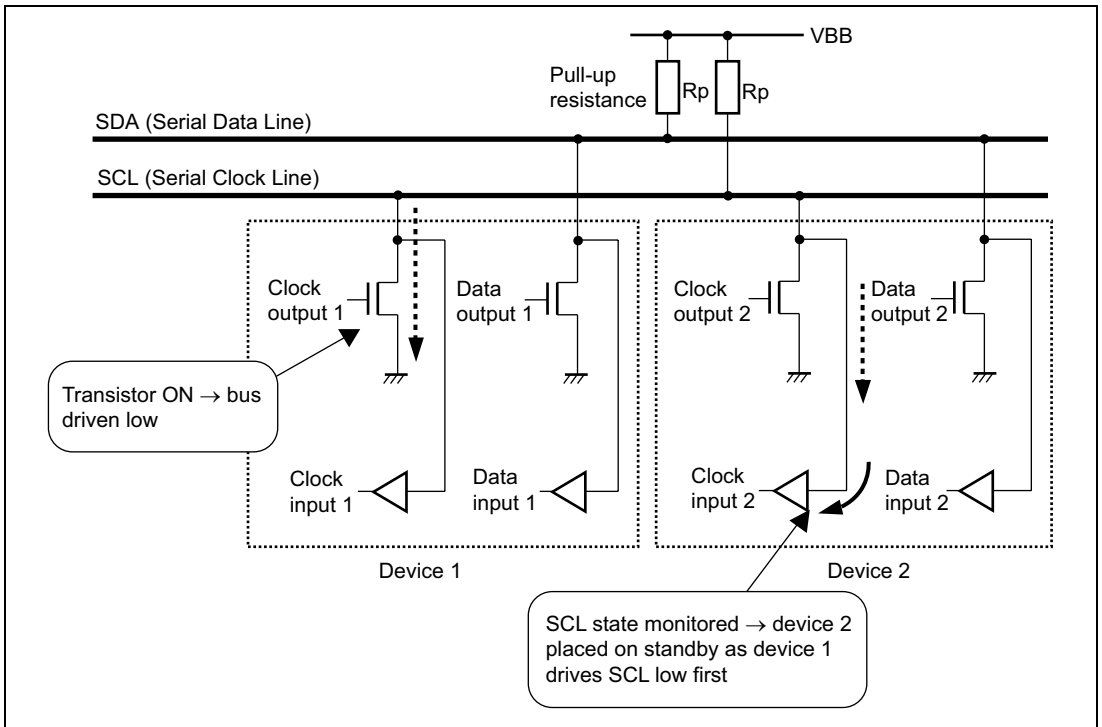 VBB
Pull-up
resistance
Rp
Rp
SDA (Serial Data Line)
SCL (Serial Clock Line)
Clock
output 1
Data
output 1
Clock
output 2
Data
output 2
Transistor ON → bus
driven low
Clock
input 1
Data
input 1
Clock
input 2
Data
input 2
Device 1
Device 2
SCL state monitored → device 2
placed on standby as device 1
drives SCL low first